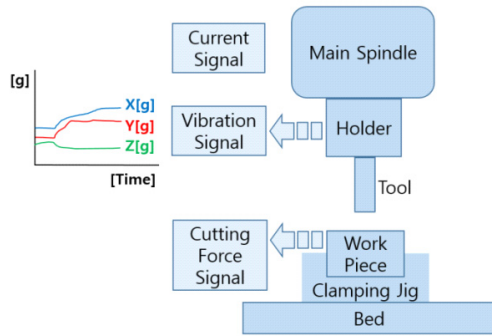 [g]
X[g]
Y[g]
Z[g]
[Time]
Current
Signal
Vibration
Signal
Cutting
Force
Signal
Main Spindle
Holder
Tool
Work
Piece
Clamping Jig
Bed